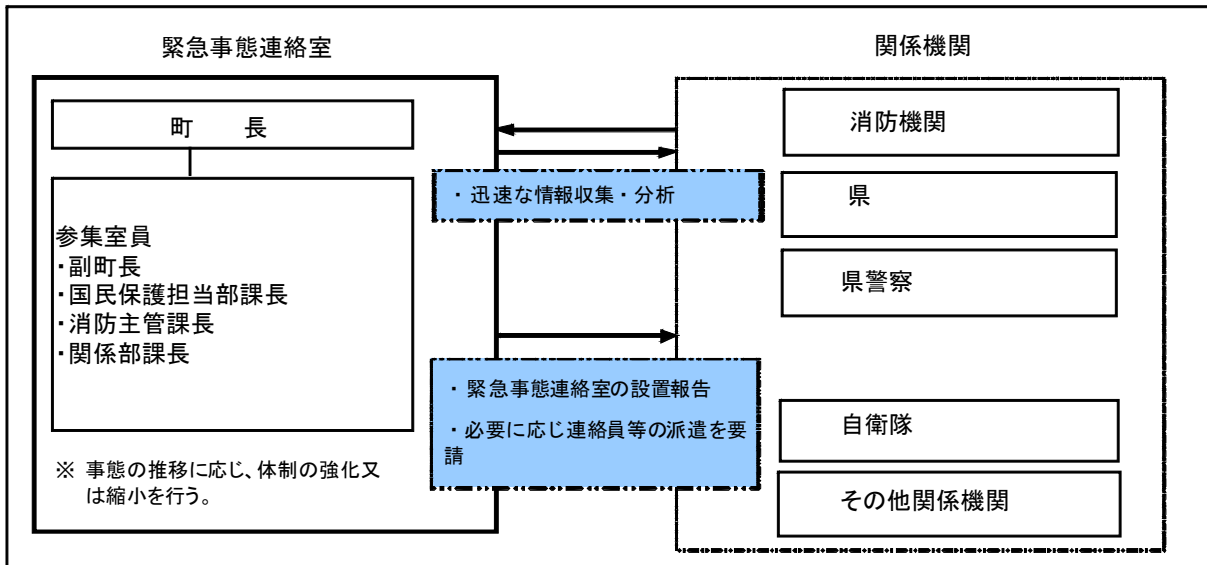 緊急事態連絡室
町　　長
参集室員
・副町長
・国民保護担当部課長
・消防主管課長
・関係部課長
※ 事態の推移に応じ、体制の強化又
は縮小を行う。
・ 迅速な情報収集・分析
・ 緊急事態連絡室の設置報告
・ 必要に応じ連絡員等の派遣を要
請
関係機関
消防機関
県
県警察
自衛隊
その他関係機関